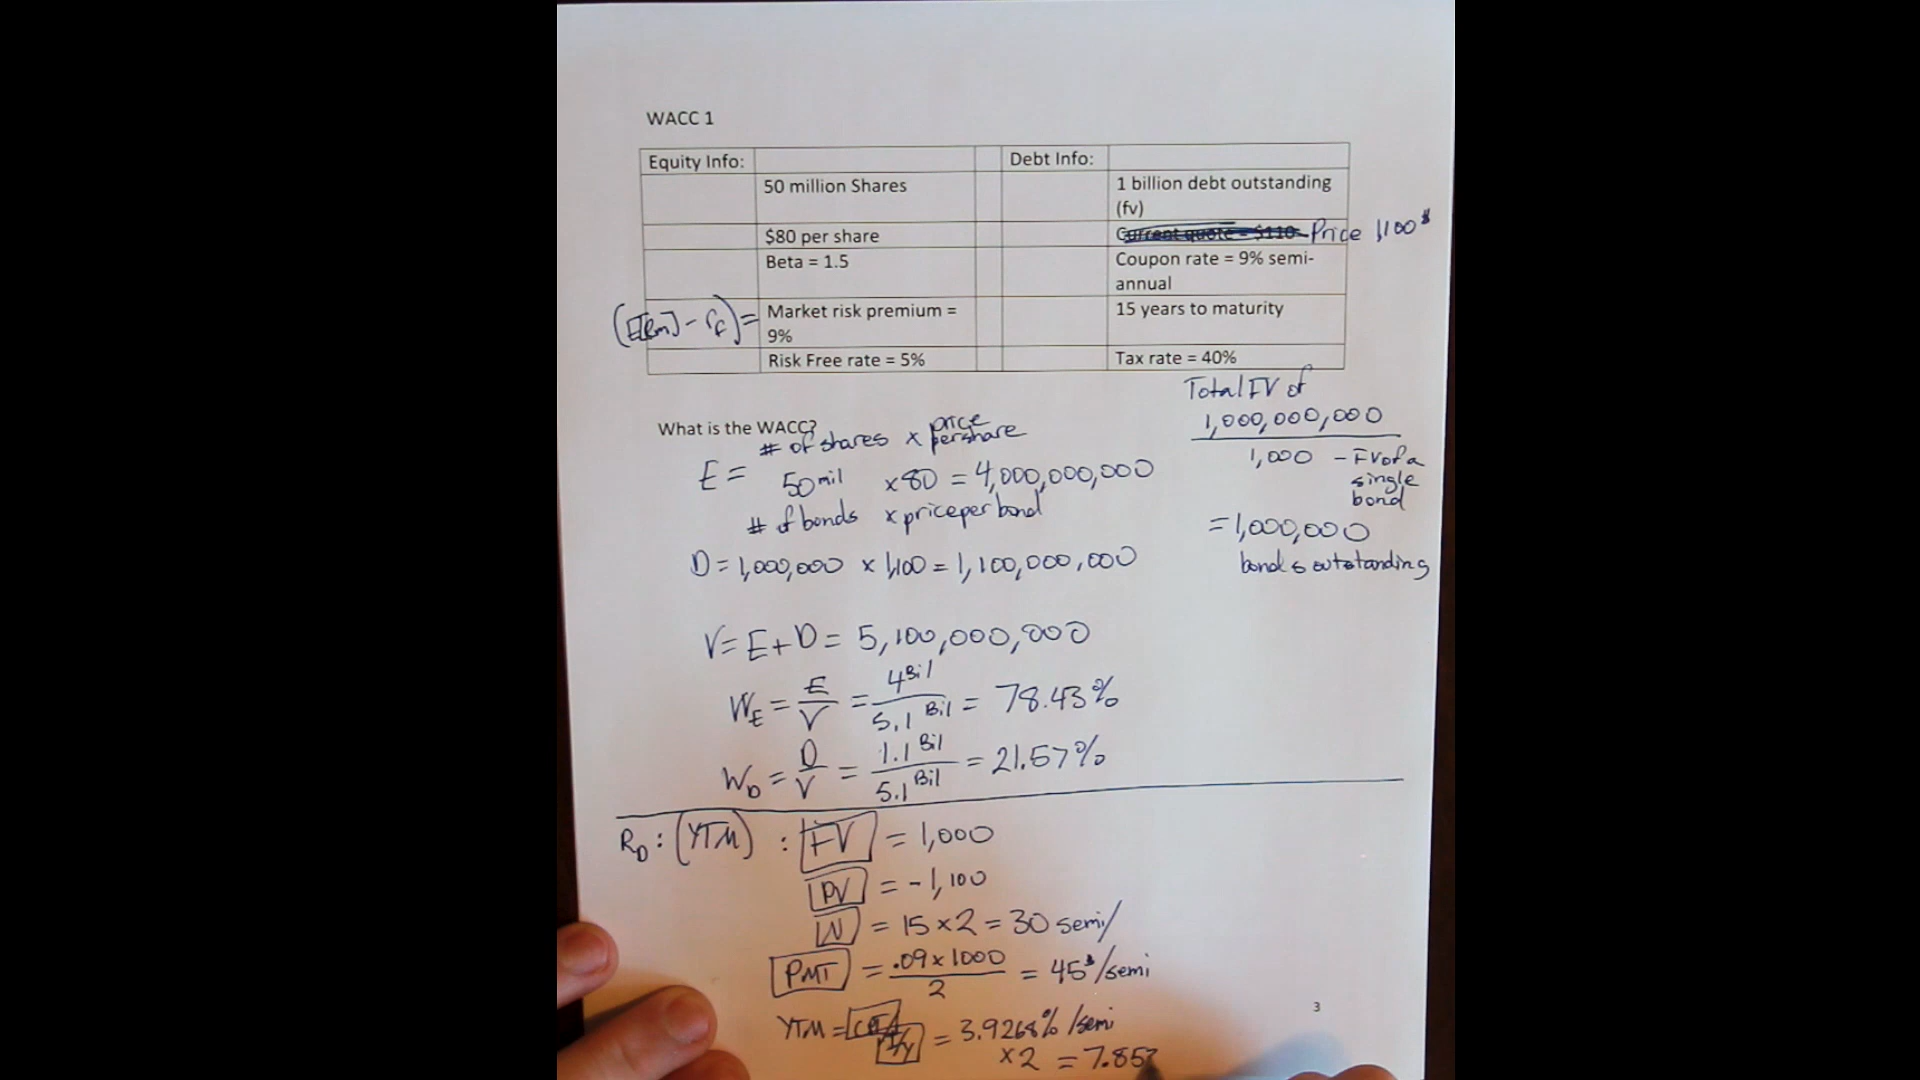 WACC 1
Equity Info: Debt Info:
50 million Shares 1 billion debt outstanding
(fv)
$80 per share Current quote = $110 Price 1,100$
Beta = 1.5 Coupon rate = 9% semi-
annual
(E[Rm] - rf) = Market risk premium = 15 years to maturity
9%
Risk Free rate = 5% Tax rate = 40%
Total FV of
1,000,000,000
1,000 - FV of a
single
bond
= 1,000,000
bonds outstanding
What is the WACC?
# of shares x price
per share
E = 50 mil x 80 = 4,000,000,000
# of bonds x price per bond
D = 1,000,000 x 1,100 = 1,100,000,000
V = E + D = 5,100,000,000
WE = E/V = 4 Bil / 5.1 Bil = 78.43%
WD = D/V = 1.1 Bil / 5.1 Bil = 21.57%
RD : (YTM) : FV = 1,000
PV = -1,100
N = 15 x 2 = 30 semi/
PMT = .09 x 1000 / 2 = 45$/semi
YTM = I/Y = 3.9268% /semi
x 2 = 7.853
3